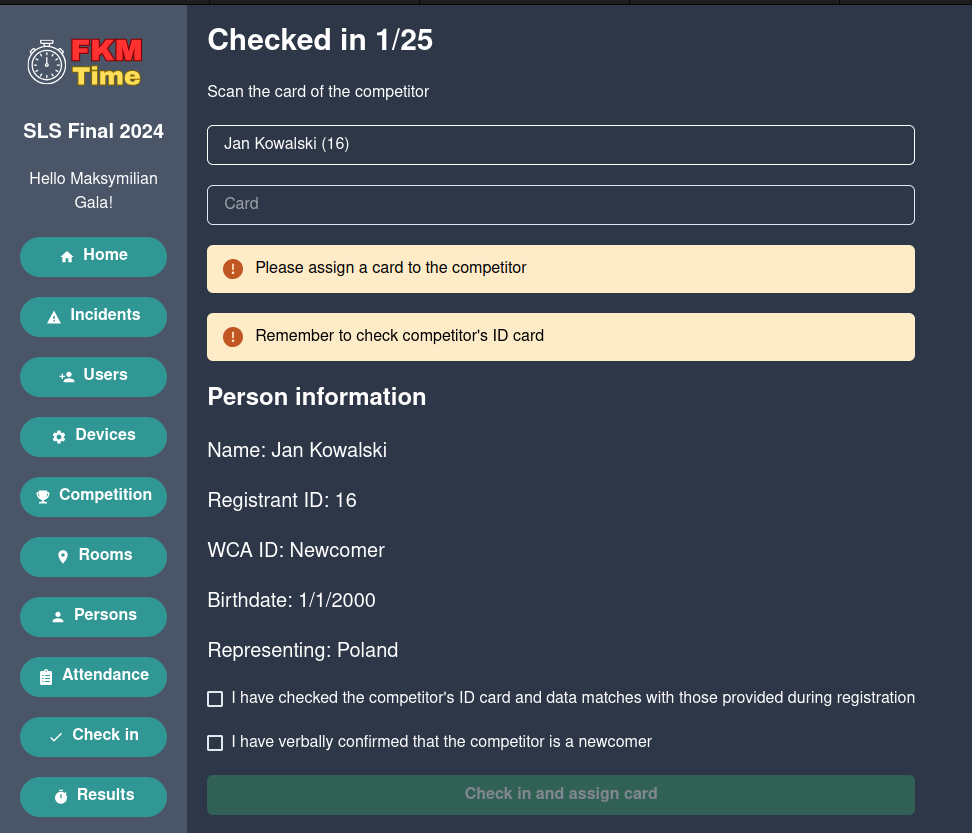 FKM
Time
SLS Final 2024
Hello Maksymilian
Gala!
Home
Incidents
Users
Devices
Competition
Rooms
Persons
Attendance
Check in
Results
Checked in 1/25
Scan the card of the competitor
Jan Kowalski (16)
Card
Please assign a card to the competitor
Remember to check competitor's ID card
Person information
Name: Jan Kowalski
Registrant ID: 16
WCA ID: Newcomer
Birthdate: 1/1/2000
Representing: Poland
I have checked the competitor's ID card and data matches with those provided during registration
I have verbally confirmed that the competitor is a newcomer
Check in and assign card